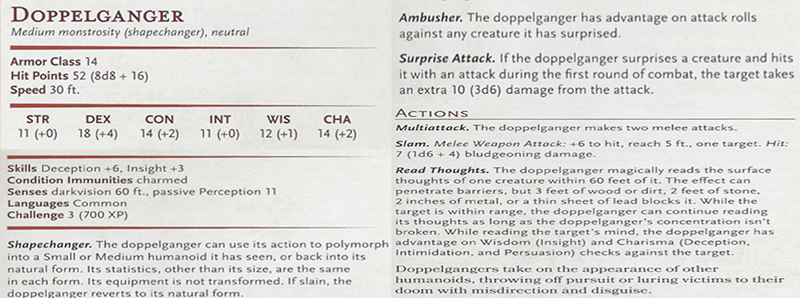 DOPPELGANGER
Medium monstrosity (shapechanger), neutral
Armor Class 14
Hit Points 52 (8d8 + 16)
Speed 30 ft.
STR DEX CON INT WIS CHA
11 (+0) 18 (+4) 14 (+2) 11 (+0) 12 (+1) 14 (+2)
Skills Deception +6, Insight +3
Condition Immunities charmed
Senses darkvision 60 ft., passive Perception 11
Languages Common
Challenge 3 (700 XP)
Shapechanger. The doppelganger can use its action to polymorph
into a Small or Medium humanoid it has seen, or back into its
natural form. Its statistics, other than its size, are the same
in each form. Its equipment is not transformed. If slain, the
doppelganger reverts to its natural form.
Ambusher. The doppelganger has advantage on attack rolls
against any creature it has surprised.
Surprise Attack. If the doppelganger surprises a creature and hits
it with an attack during the first round of combat, the target takes
an extra 10 (3d6) damage from the attack.
ACTIONS
Multiattack. The doppelganger makes two melee attacks.
Slam. Melee Weapon Attack: +6 to hit, reach 5 ft., one target. Hit:
7 (1d6 + 4) bludgeoning damage.
Read Thoughts. The doppelganger magically reads the surface
thoughts of one creature within 60 feet of it. The effect can
penetrate barriers, but 3 feet of wood or dirt, 2 feet of stone,
2 inches of metal, or a thin sheet of lead blocks it. While the
target is within range, the doppelganger can continue reading
its thoughts as long as the doppelganger's concentration isn't
broken. While reading the target's mind, the doppelganger has
advantage on Wisdom (Insight) and Charisma (Deception,
Intimidation, and Persuasion) checks against the target.
Doppelgangers take on the appearance of other
humanoids, throwing off pursuit or luring victims to their
doom with misdirection and disguise.